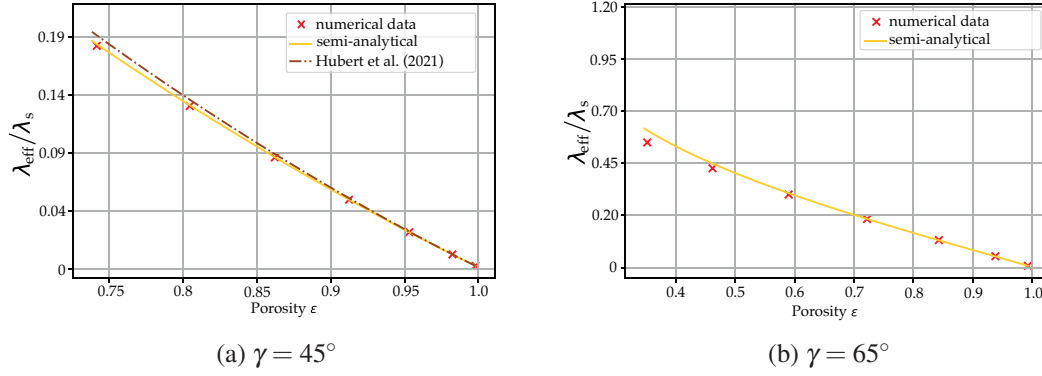 0.19
0.14
0.09
0.04
0
λeff/λs
× numerical data
semi-analytical
Hubert et al. (2021)
0.75 0.8 0.85 0.9 0.95 1.0
Porosity ε
(a) γ = 45°
1.20
0.95
0.70
0.45
0.20
0
λeff/λs
× numerical data
semi-analytical
0.4 0.5 0.6 0.7 0.8 0.9 1.0
Porosity ε
(b) γ = 65°